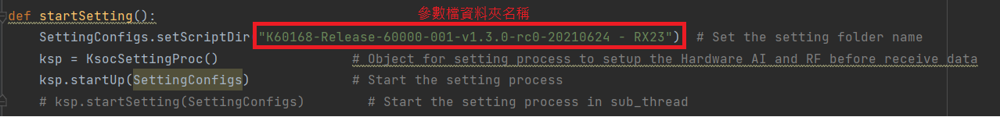 參數檔資料夾名稱
def startSetting():
SettingConfigs.setScriptDir "K60168-Release-60000-001-v1.3.0-rc0-20210624 - RX23") # Set the setting folder name
ksp = KsocSettingProc() # Object for setting process to setup the Hardware AI and RF before receive data
ksp.startUp(SettingConfigs) # Start the setting process
# ksp.startSetting(SettingConfigs) # Start the setting process in sub_thread